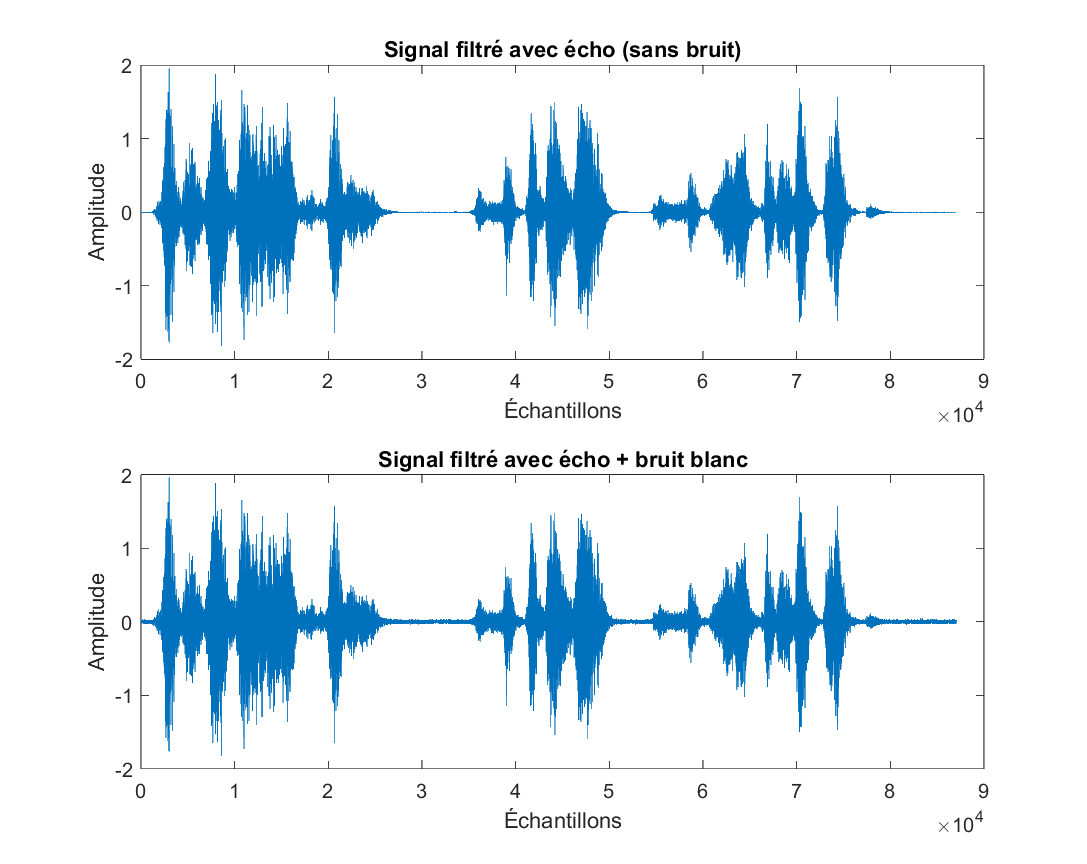 Signal filtré avec écho (sans bruit)
2
1
0
-1
-2
Amplitude
0 1 2 3 4 5 6 7 8 9
Échantillons
×10⁴
Signal filtré avec écho + bruit blanc
2
1
0
-1
-2
Amplitude
0 1 2 3 4 5 6 7 8 9
Échantillons
×10⁴